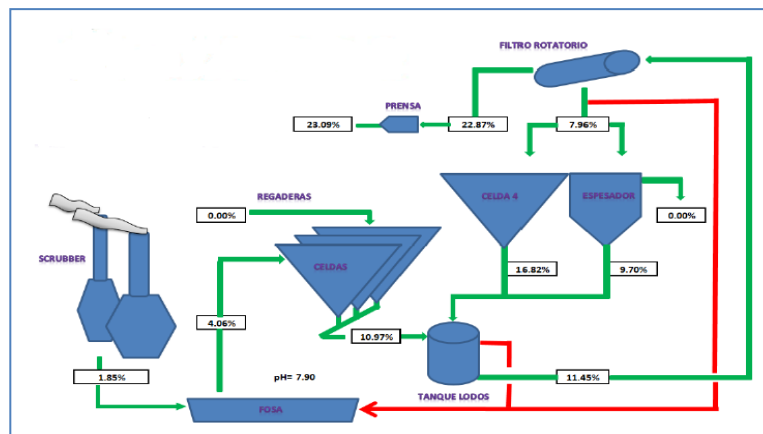 FILTRO ROTATORIO
PRENSA
23.09%
22.87%
7.96%
REGADERAS
0.00%
CELDA 4
ESPESADOR
0.00%
SCRUBBER
CELDAS
16.82%
9.70%
4.06%
10.97%
1.85%
pH= 7.90
11.45%
TANQUE LODOS
FOSA